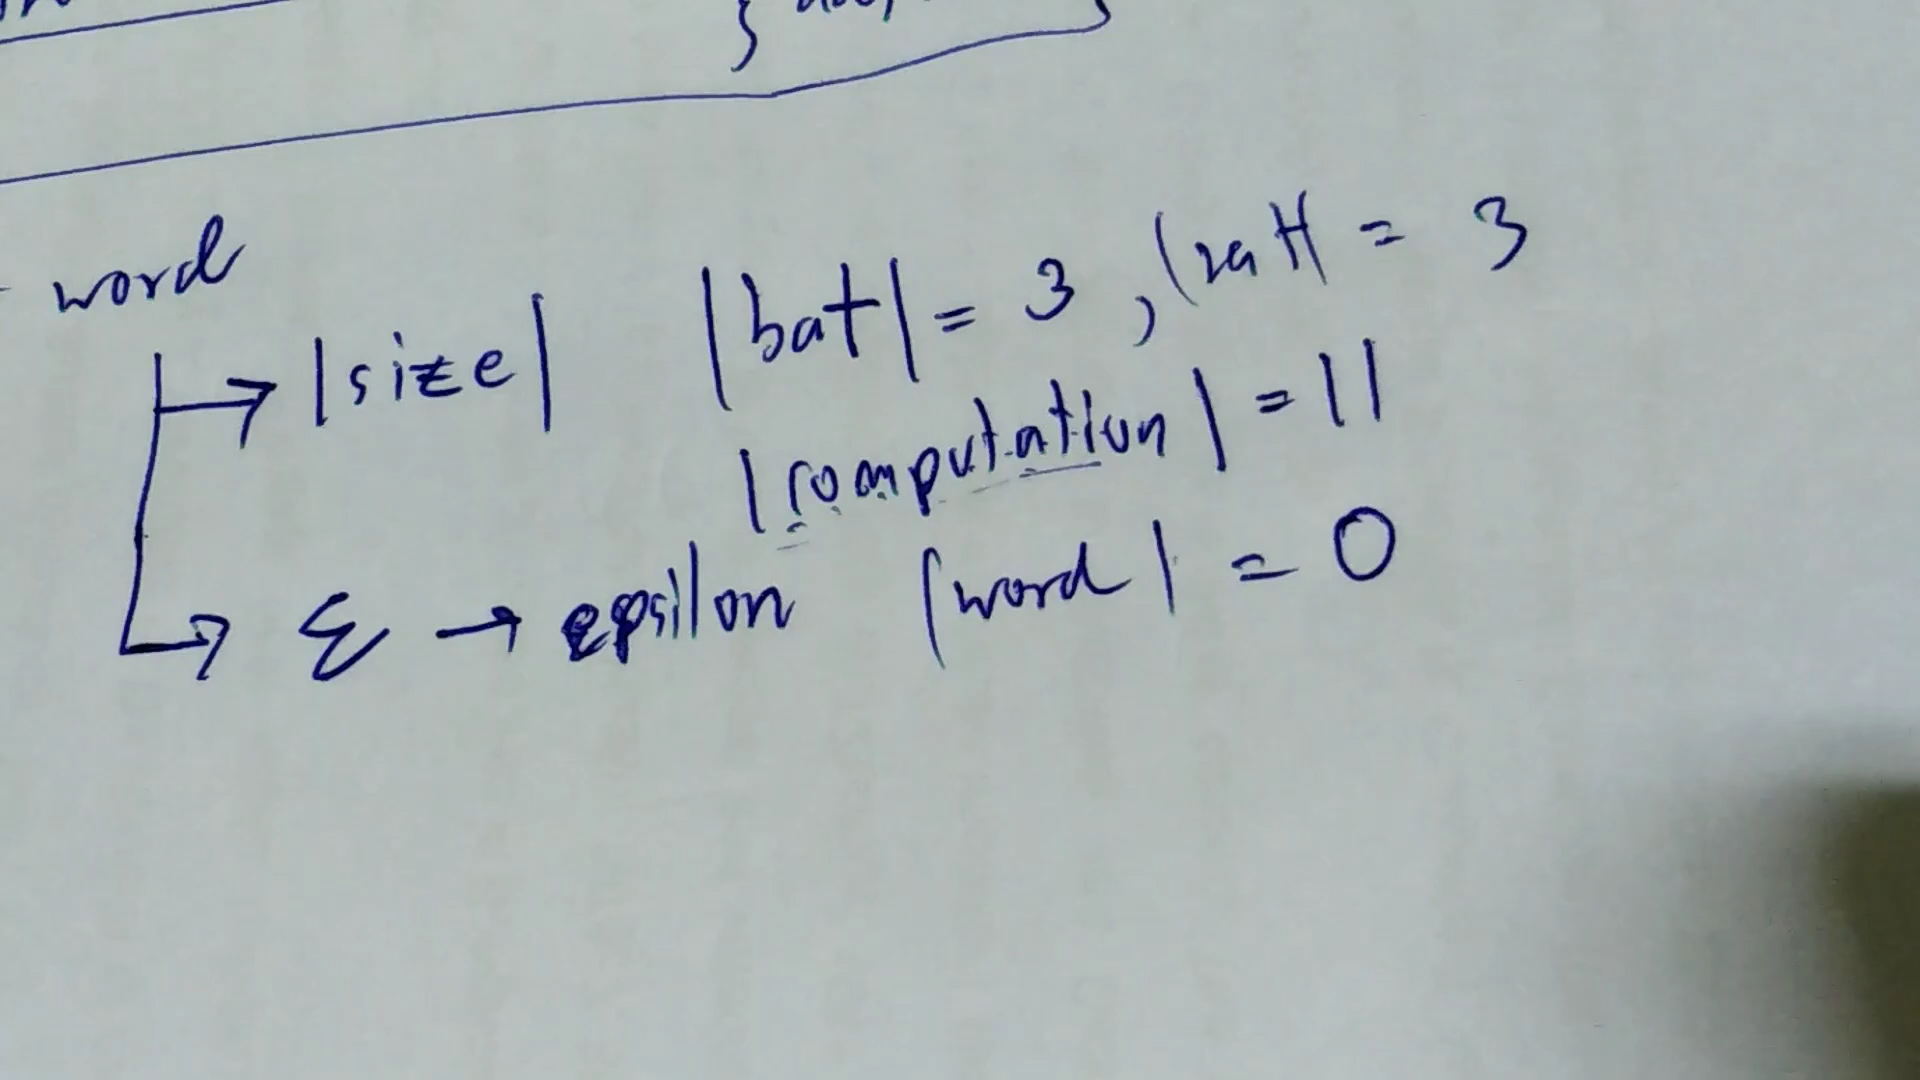 word
|size| |bat| = 3 , |rat| = 3
|computation| = 11
ε → epsilon |word| = 0